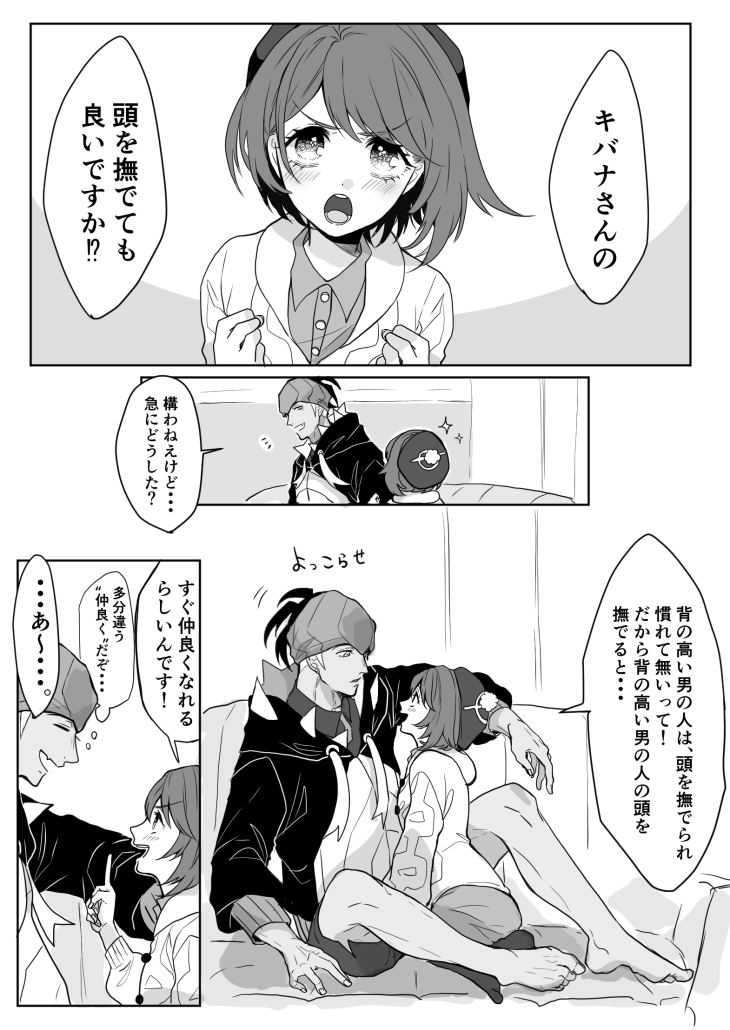 キバナさんの
頭を撫でても
良いですか⁉
構わねえけど・・・
急にどうした？
よっこらせ
背の高い男の人は、頭を撫でられ
慣れて無いって！
だから背の高い男の人の頭を
撫でると・・・
すぐ仲良くなれる
らしいんです！
多分違う
〝仲良く〟だぞ・・・・
・・・あ〜・・・・。